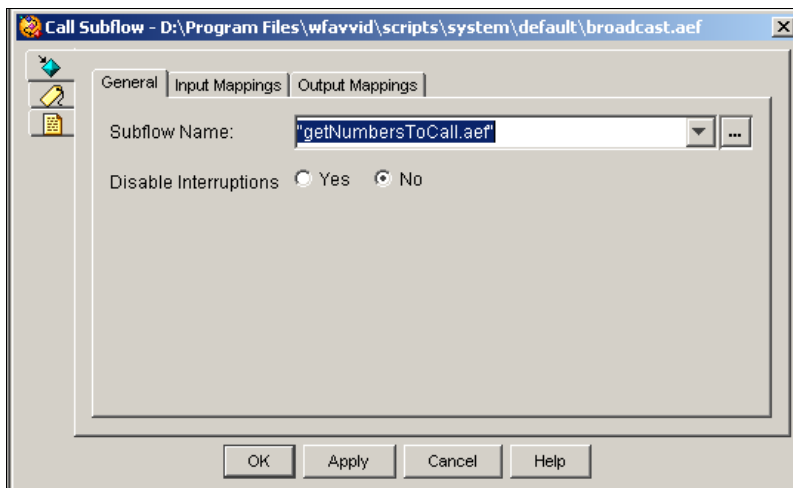 Call Subflow - D:\Program Files\wfavvid\scripts\system\default\broadcast.aef
General Input Mappings Output Mappings
Subflow Name: "getNumbersToCall.aef" ...
Disable Interruptions Yes No
OK Apply Cancel Help